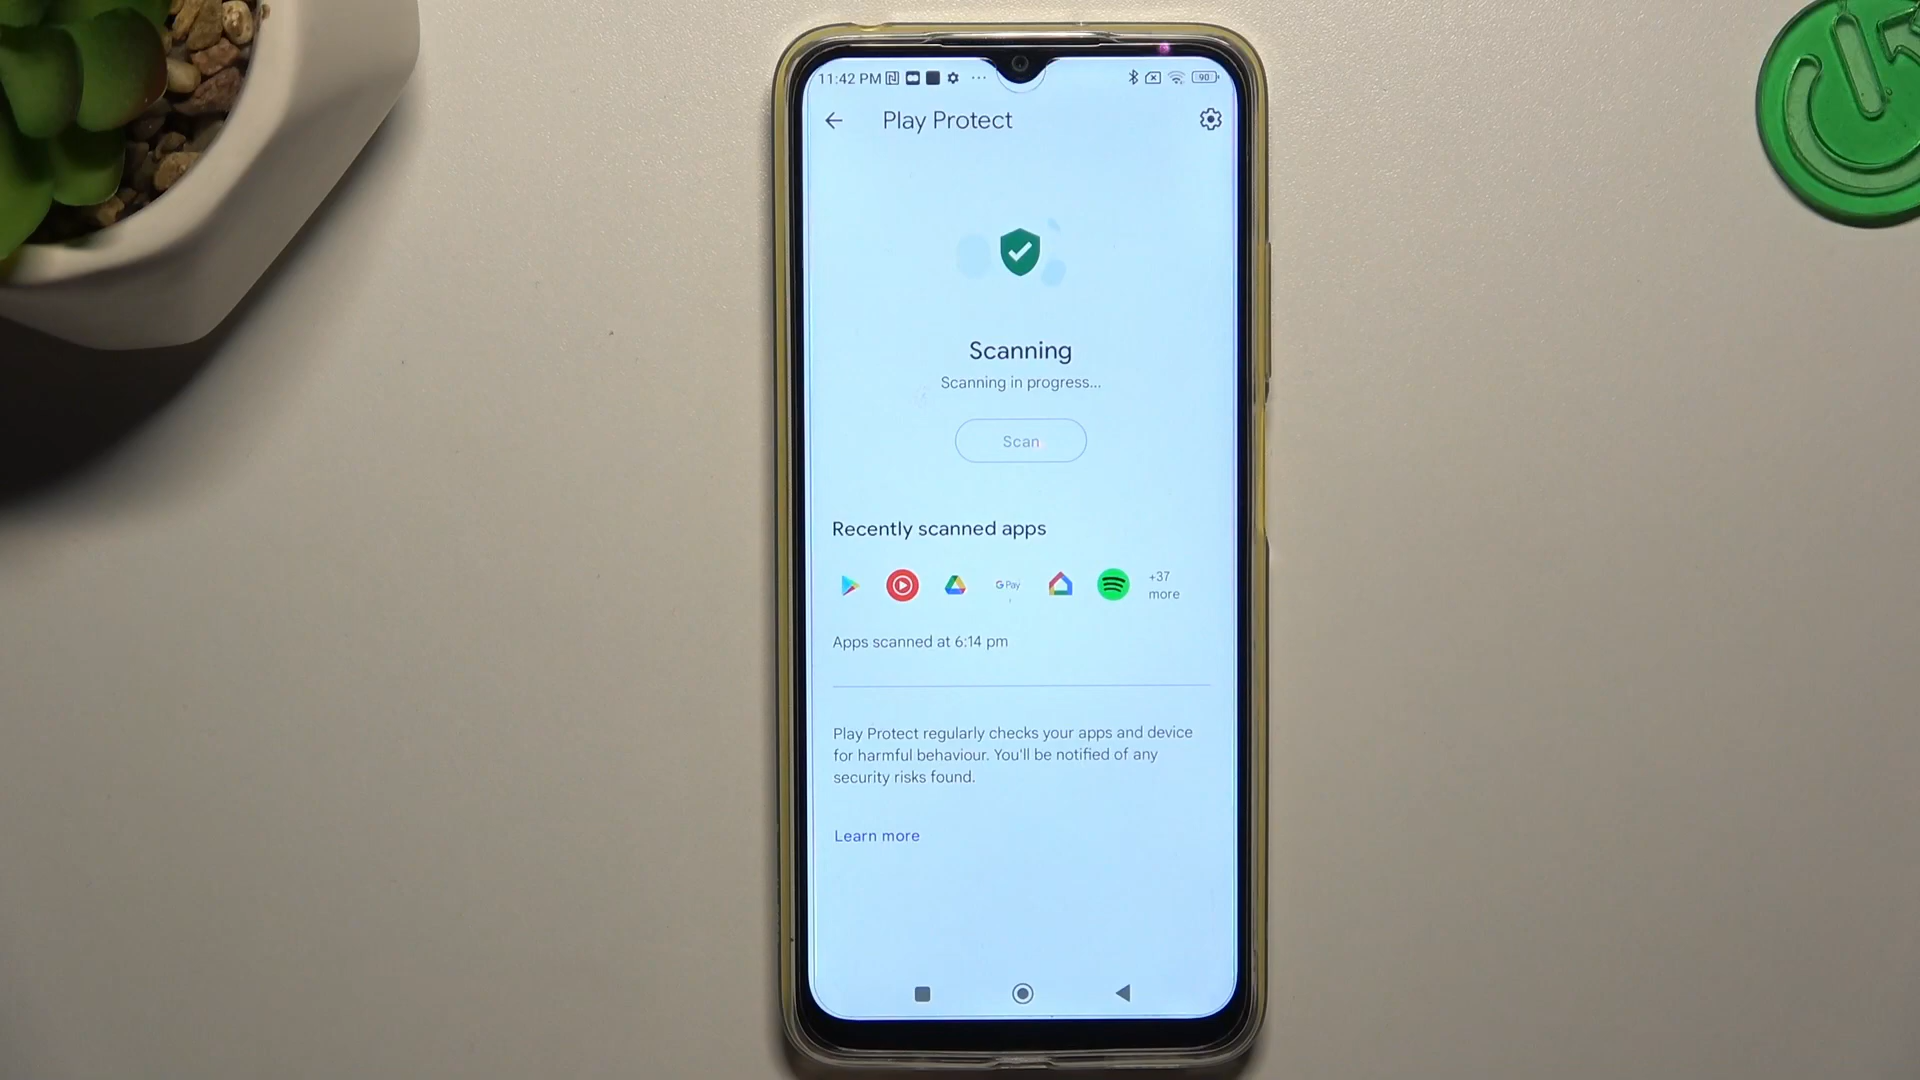 11:42 PM ... 90
Play Protect
Scanning
Scanning in progress...
Scan
Recently scanned apps
G Pay
+37
more
Apps scanned at 6:14 pm
Play Protect regularly checks your apps and device
for harmful behaviour. You'll be notified of any
security risks found.
Learn more